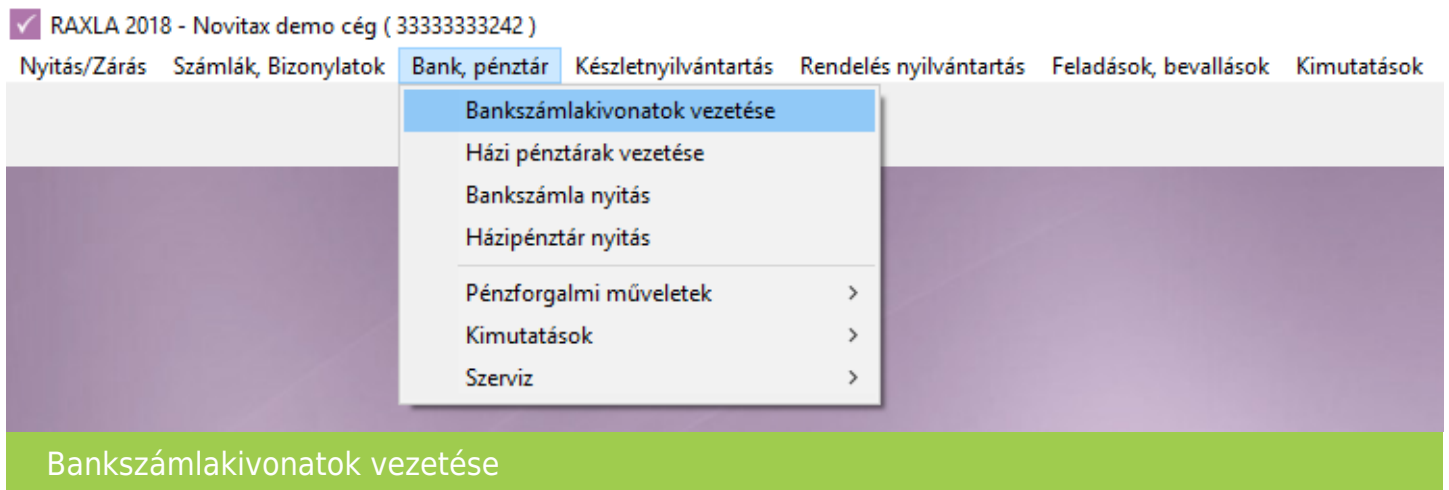 RAXLA 2018 - Novitax demo cég ( 33333333242 )
Nyitás/Zárás Számlák, Bizonylatok Bank, pénztár Készletnyilvántartás Rendelés nyilvántartás Feladások, bevallások Kimutatások
Bankszámlakivonatok vezetése
Házi pénztárak vezetése
Bankszámla nyitás
Házipénztár nyitás
Pénzforgalmi műveletek
Kimutatások
Szerviz
Bankszámlakivonatok vezetése